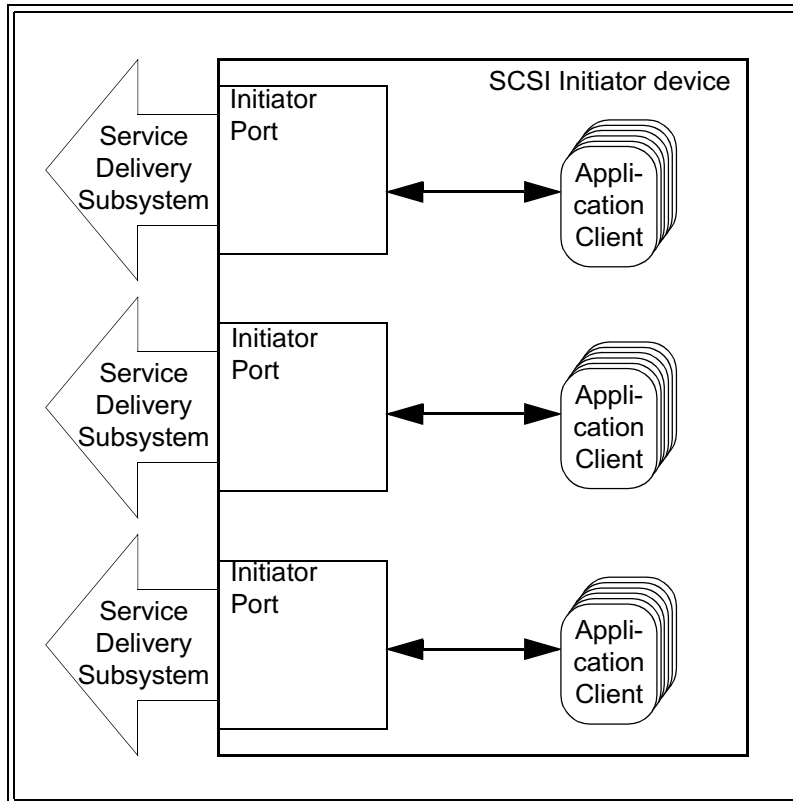 SCSI Initiator device
Service
Delivery
Subsystem
Initiator
Port
Appli-
cation
Client
Service
Delivery
Subsystem
Initiator
Port
Appli-
cation
Client
Service
Delivery
Subsystem
Initiator
Port
Appli-
cation
Client